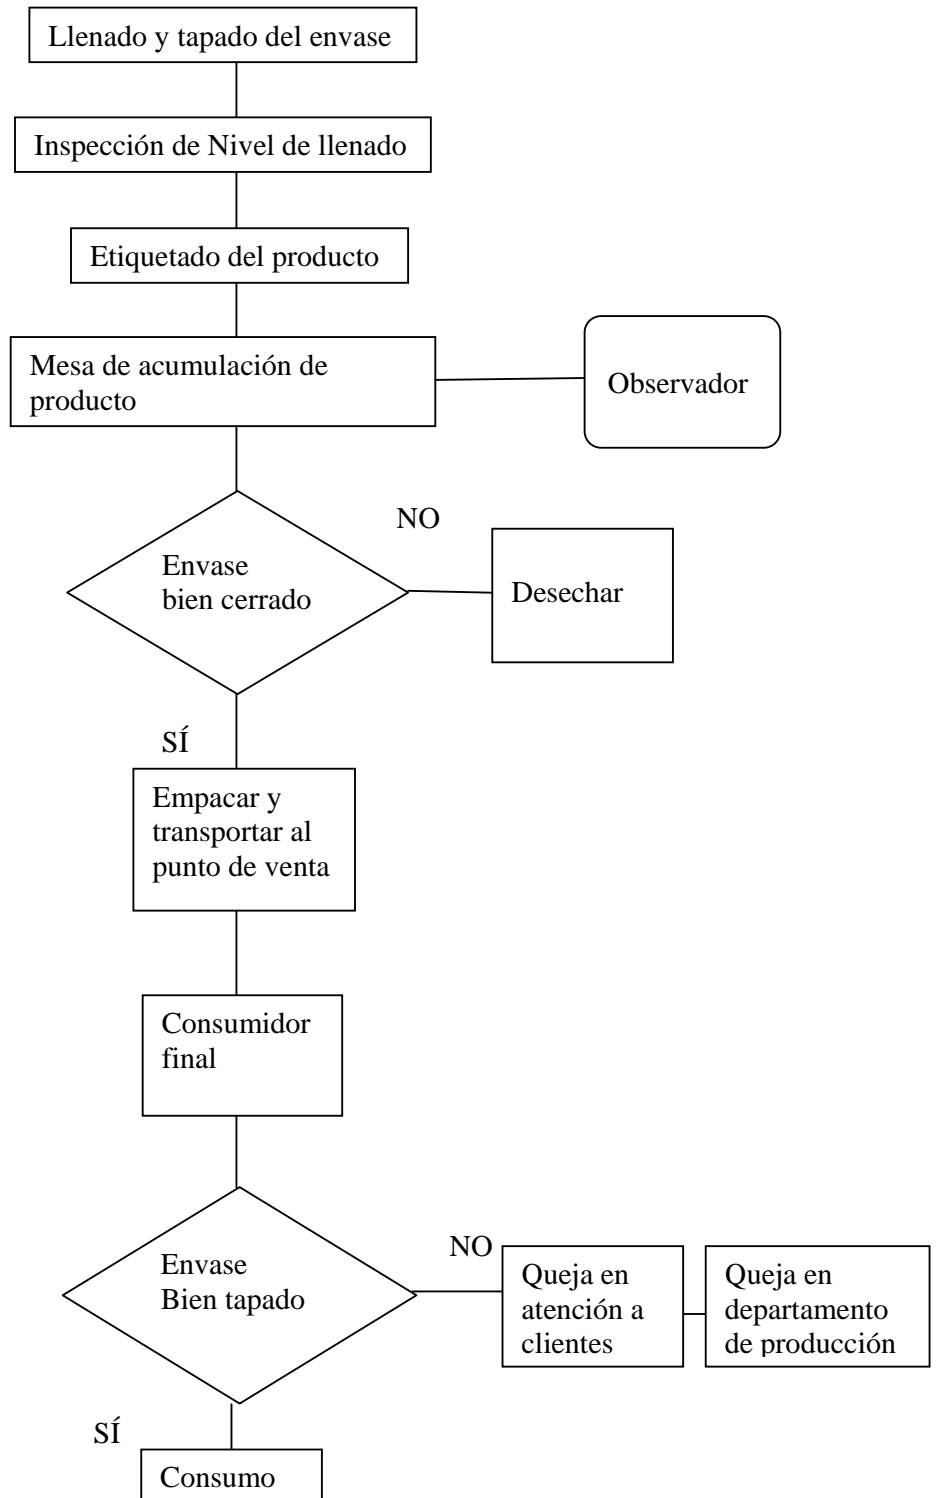 Llenado y tapado del envase
Inspección de Nivel de llenado
Etiquetado del producto
Mesa de acumulación de
producto
Observador
NO
Envase
bien cerrado
Desechar
SÍ
Empacar y
transportar al
punto de venta
Consumidor
final
NO
Envase
Bien tapado
Queja en
atención a
clientes
Queja en
departamento
de producción
SÍ
Consumo